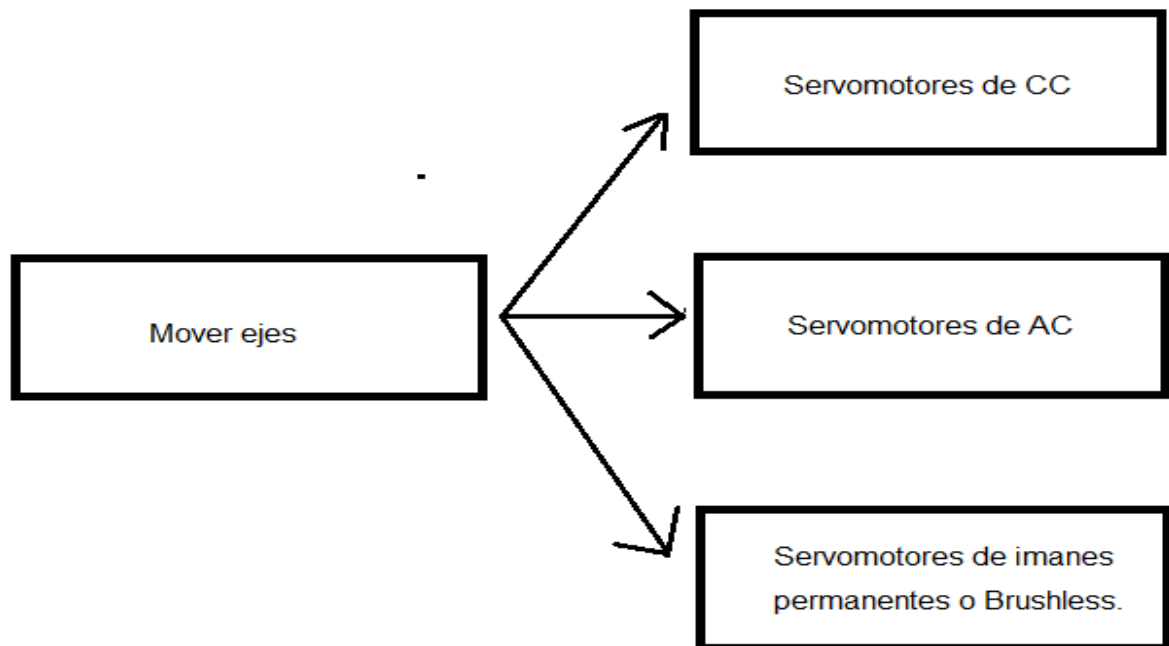 Servomotores de CC
Mover ejes
Servomotores de AC
Servomotores de imanes
permanentes o Brushless.